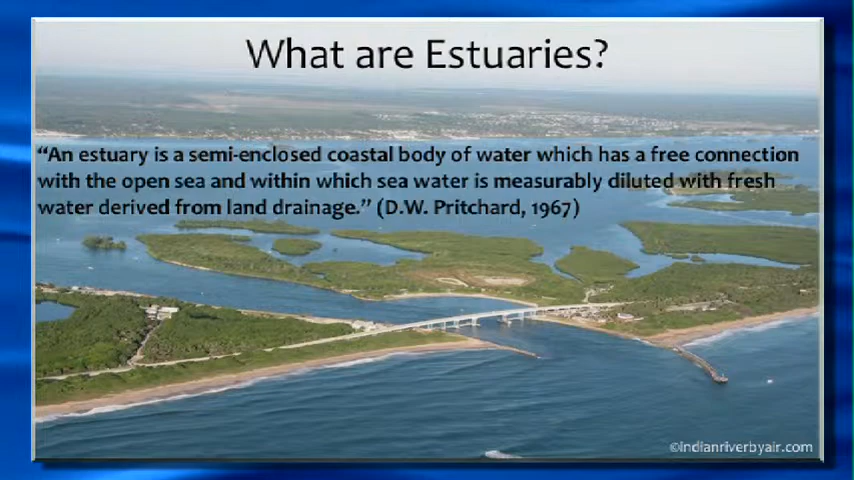 What are Estuaries?
“An estuary is a semi-enclosed coastal body of water which has a free connection
with the open sea and within which sea water is measurably diluted with fresh
water derived from land drainage.” (D.W. Pritchard, 1967)
©indianriverbyair.com